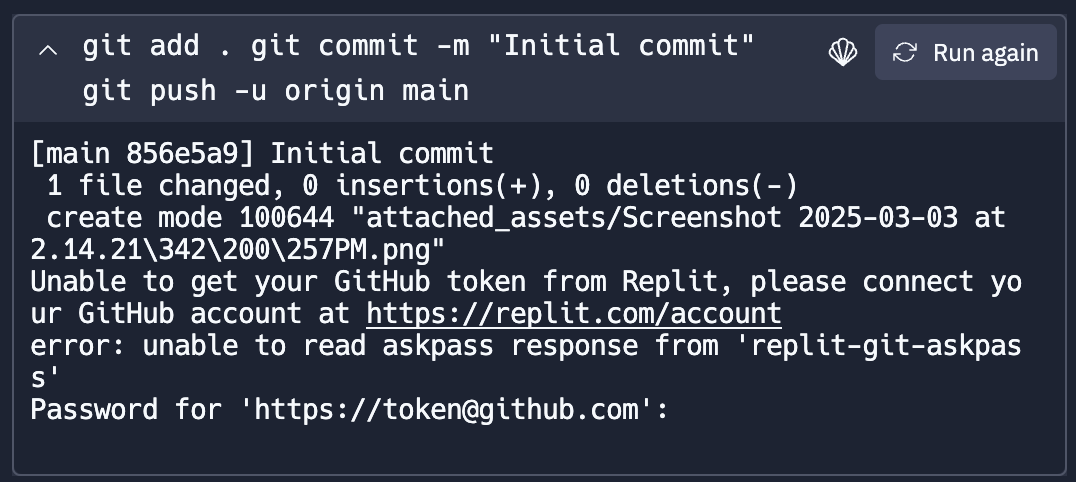 git add . git commit -m "Initial commit"
git push -u origin main
Run again
[main 856e5a9] Initial commit
 1 file changed, 0 insertions(+), 0 deletions(-)
 create mode 100644 "attached_assets/Screenshot 2025-03-03 at
2.14.21\342\200\257PM.png"
Unable to get your GitHub token from Replit, please connect yo
ur GitHub account at https://replit.com/account
error: unable to read askpass response from 'replit-git-askpas
s'
Password for 'https://token@github.com':